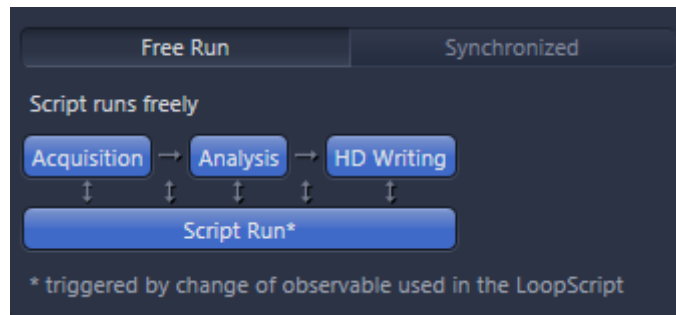 Free Run Synchronized
Script runs freely
Acquisition → Analysis → HD Writing
Script Run*
* triggered by change of observable used in the LoopScript